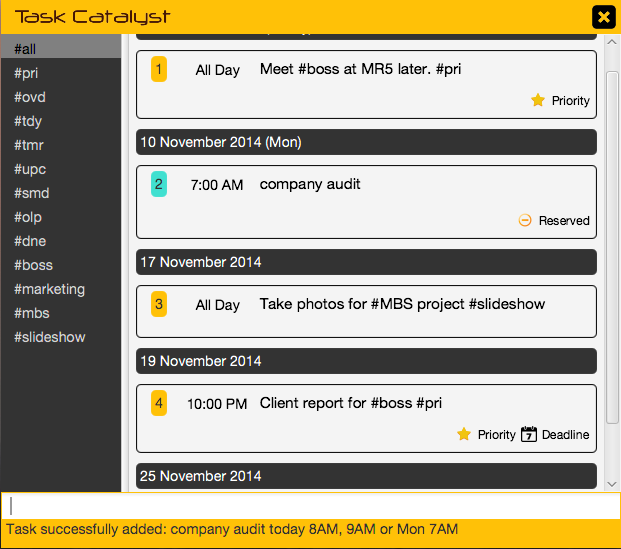 Task Catalyst
#all
#pri
#ovd
#tdy
#tmr
#upc
#smd
#olp
#dne
#boss
#marketing
#mbs
#slideshow
1 All Day Meet #boss at MR5 later. #pri
Priority
10 November 2014 (Mon)
2 7:00 AM company audit
Reserved
17 November 2014
3 All Day Take photos for #MBS project #slideshow
19 November 2014
4 10:00 PM Client report for #boss #pri
Priority 7 Deadline
25 November 2014
Task successfully added: company audit today 8AM, 9AM or Mon 7AM